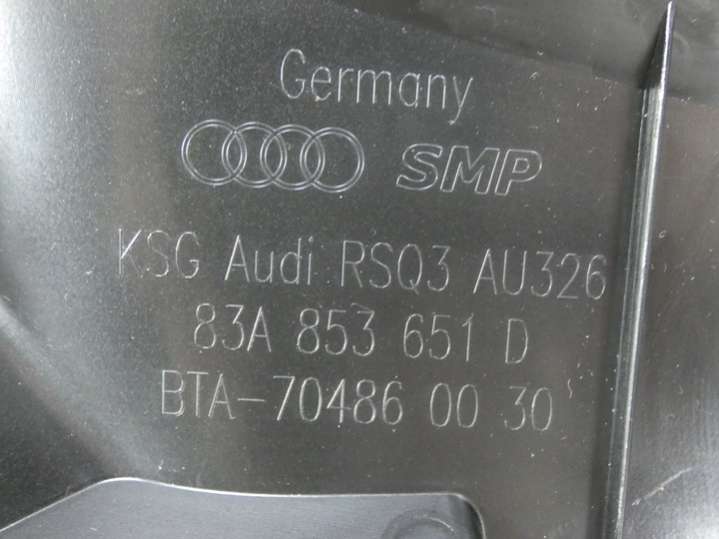 Germany
SMP
KSG Audi RSQ3 AU326
83A 853 651 D
BTA-70486 00 30